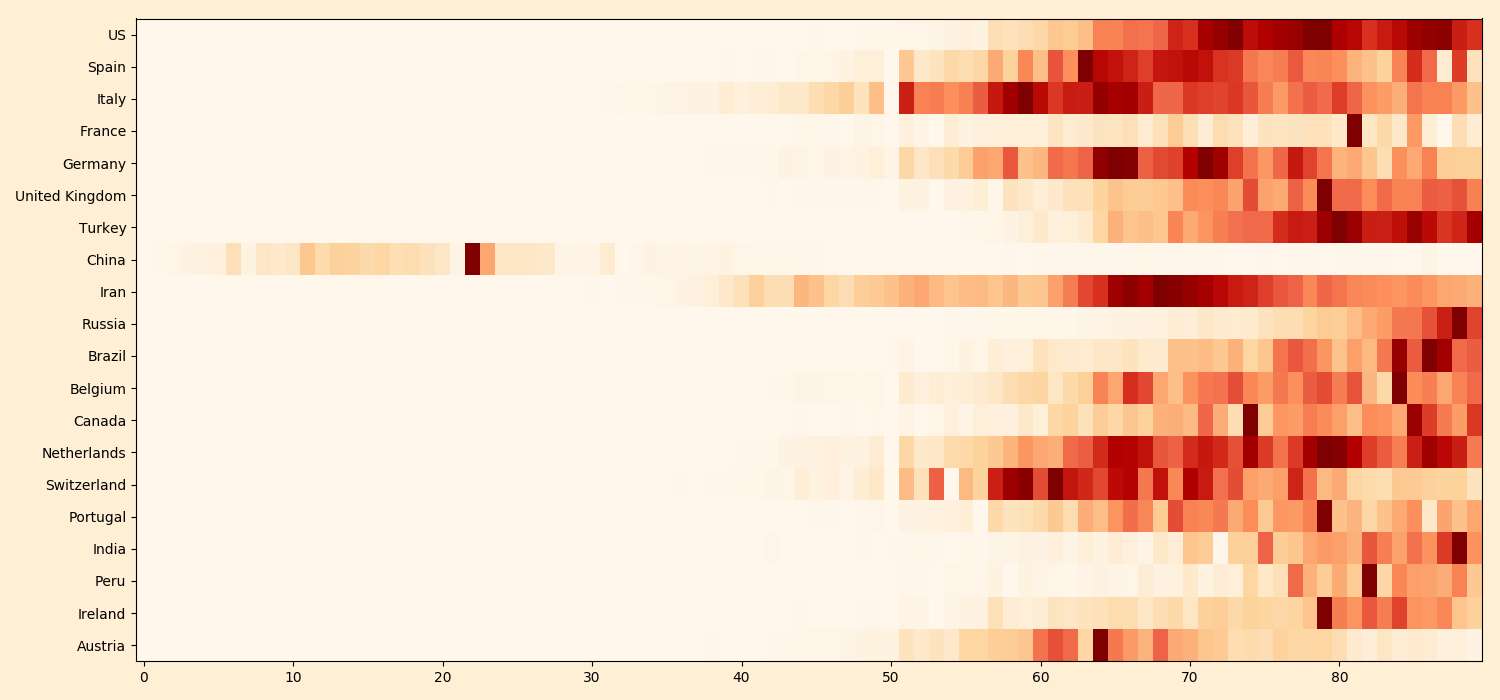 US
Spain
Italy
France
Germany
United Kingdom
Turkey
China
Iran
Russia
Brazil
Belgium
Canada
Netherlands
Switzerland
Portugal
India
Peru
Ireland
Austria
0 10 20 30 40 50 60 70 80